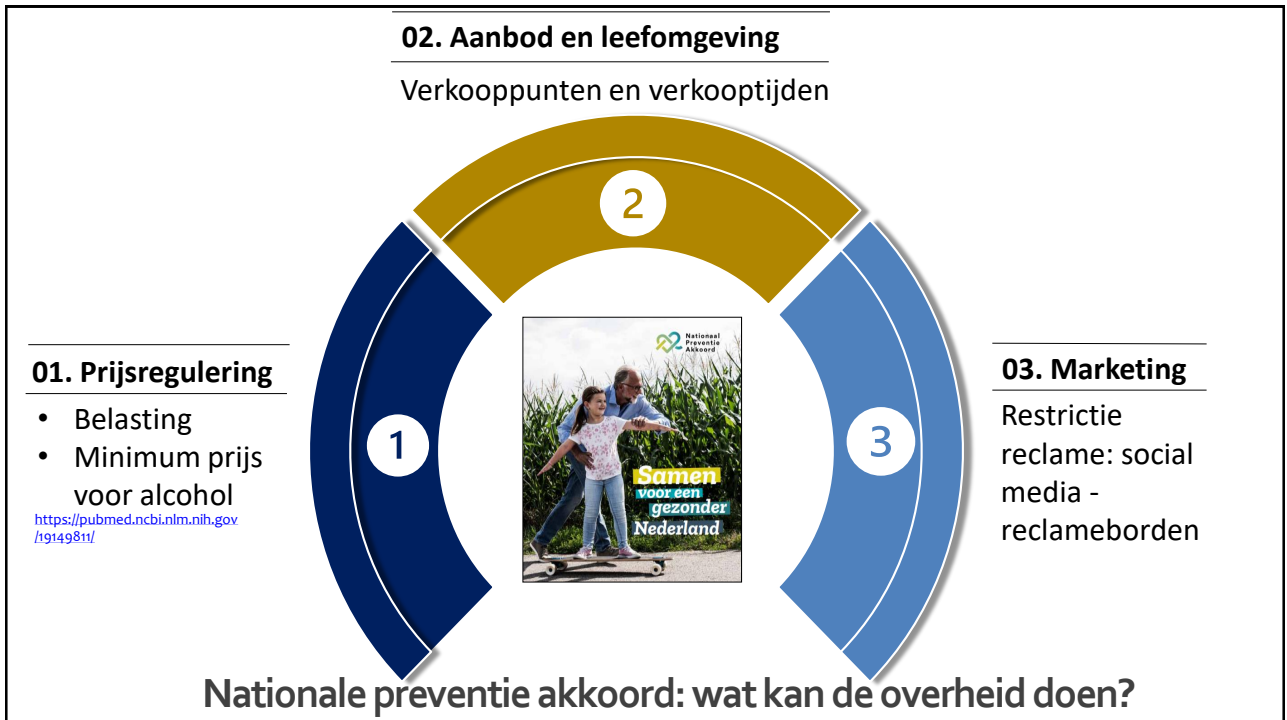 02. Aanbod en leefomgeving
Verkooppunten en verkooptijden
2
01. Prijsregulering
• Belasting
• Minimum prijs
voor alcohol
https://pubmed.ncbi.nlm.nih.gov
/19149811/
1
Nationaal
Preventie
Akkoord
Samen
voor een
gezonder
Nederland
3
03. Marketing
Restrictie
reclame: social
media -
reclameborden
Nationale preventie akkoord: wat kan de overheid doen?